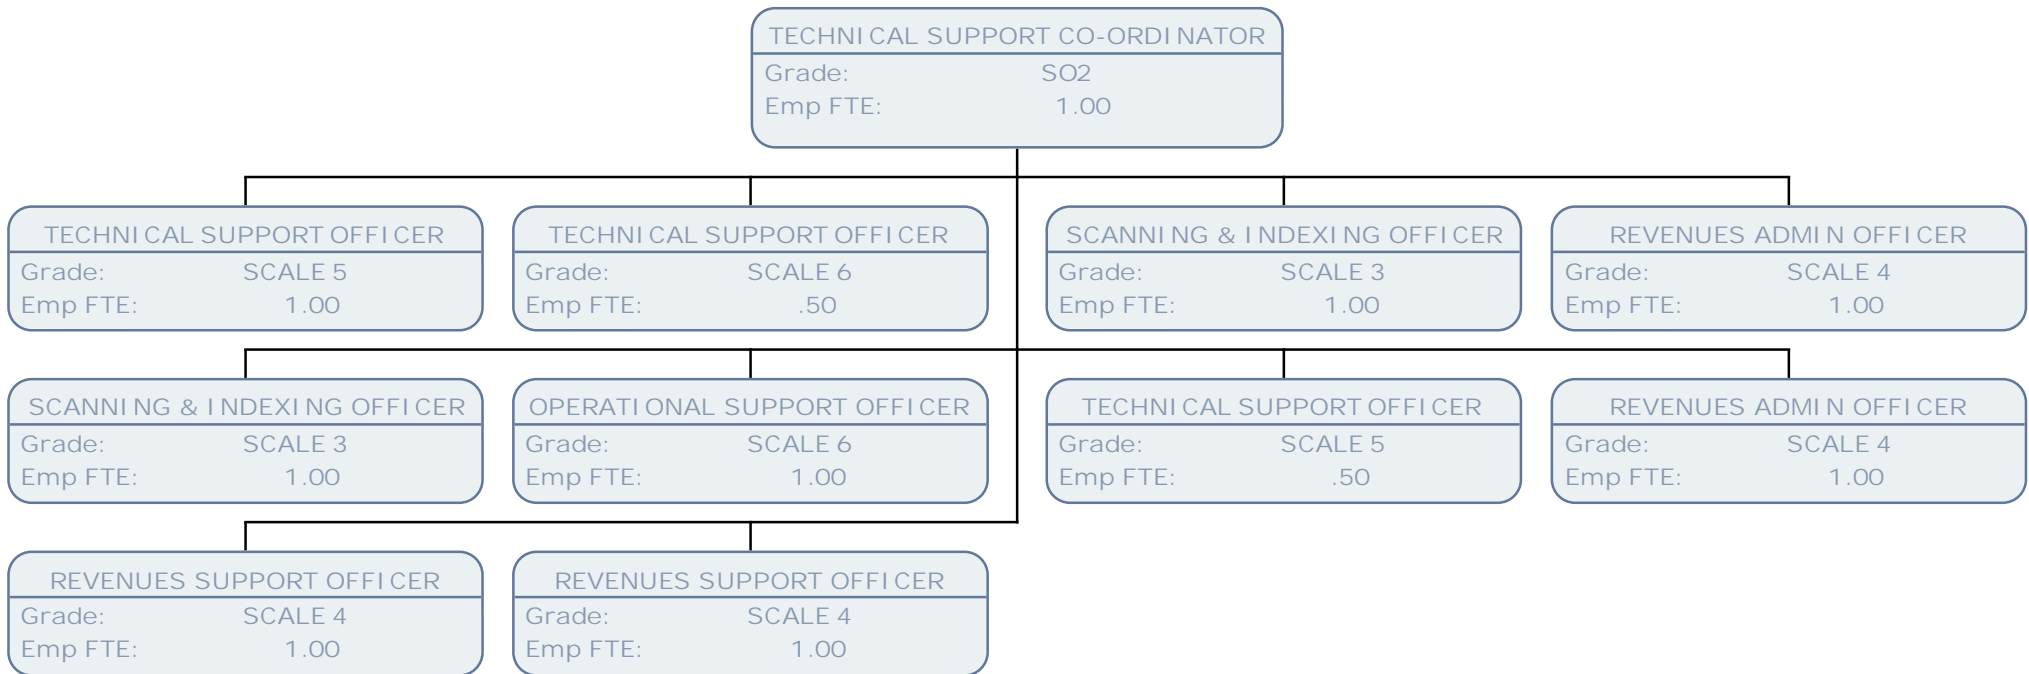 TECHNICAL SUPPORT CO-ORDINATOR
Grade: SO2
Emp FTE: 1.00
TECHNICAL SUPPORT OFFICER
Grade: SCALE 5
Emp FTE: 1.00
TECHNICAL SUPPORT OFFICER
Grade: SCALE 6
Emp FTE: .50
SCANNING & INDEXING OFFICER
Grade: SCALE 3
Emp FTE: 1.00
REVENUES ADMIN OFFICER
Grade: SCALE 4
Emp FTE: 1.00
SCANNING & INDEXING OFFICER
Grade: SCALE 3
Emp FTE: 1.00
OPERATIONAL SUPPORT OFFICER
Grade: SCALE 6
Emp FTE: 1.00
TECHNICAL SUPPORT OFFICER
Grade: SCALE 5
Emp FTE: .50
REVENUES ADMIN OFFICER
Grade: SCALE 4
Emp FTE: 1.00
REVENUES SUPPORT OFFICER
Grade: SCALE 4
Emp FTE: 1.00
REVENUES SUPPORT OFFICER
Grade: SCALE 4
Emp FTE: 1.00